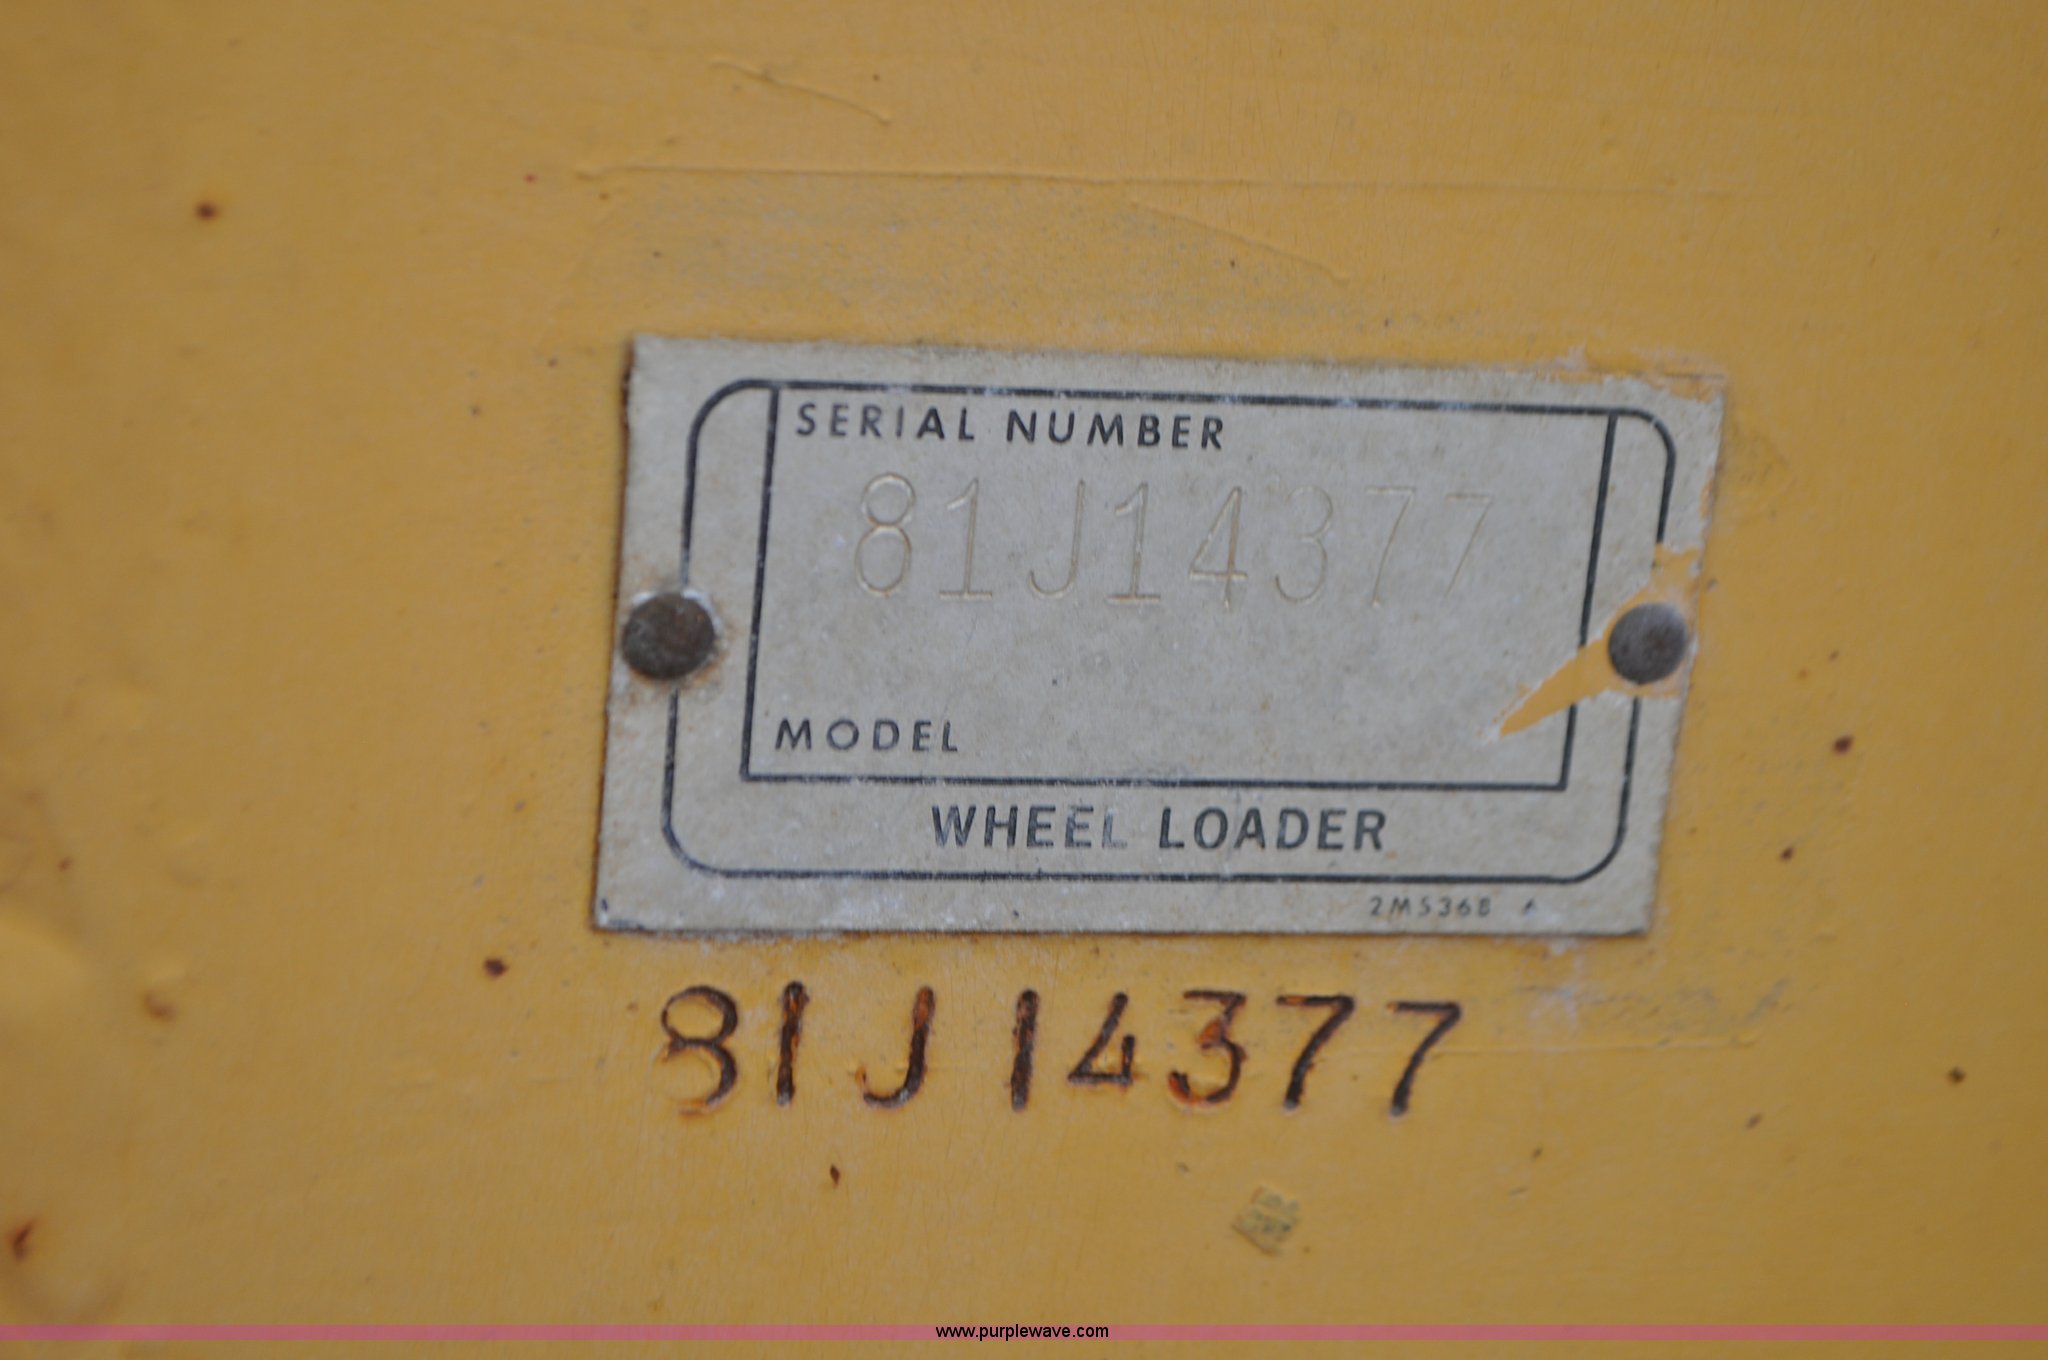 SERIAL NUMBER
81J14377
MODEL
WHEEL LOADER
2M5368
81J14377
www.purplewave.com